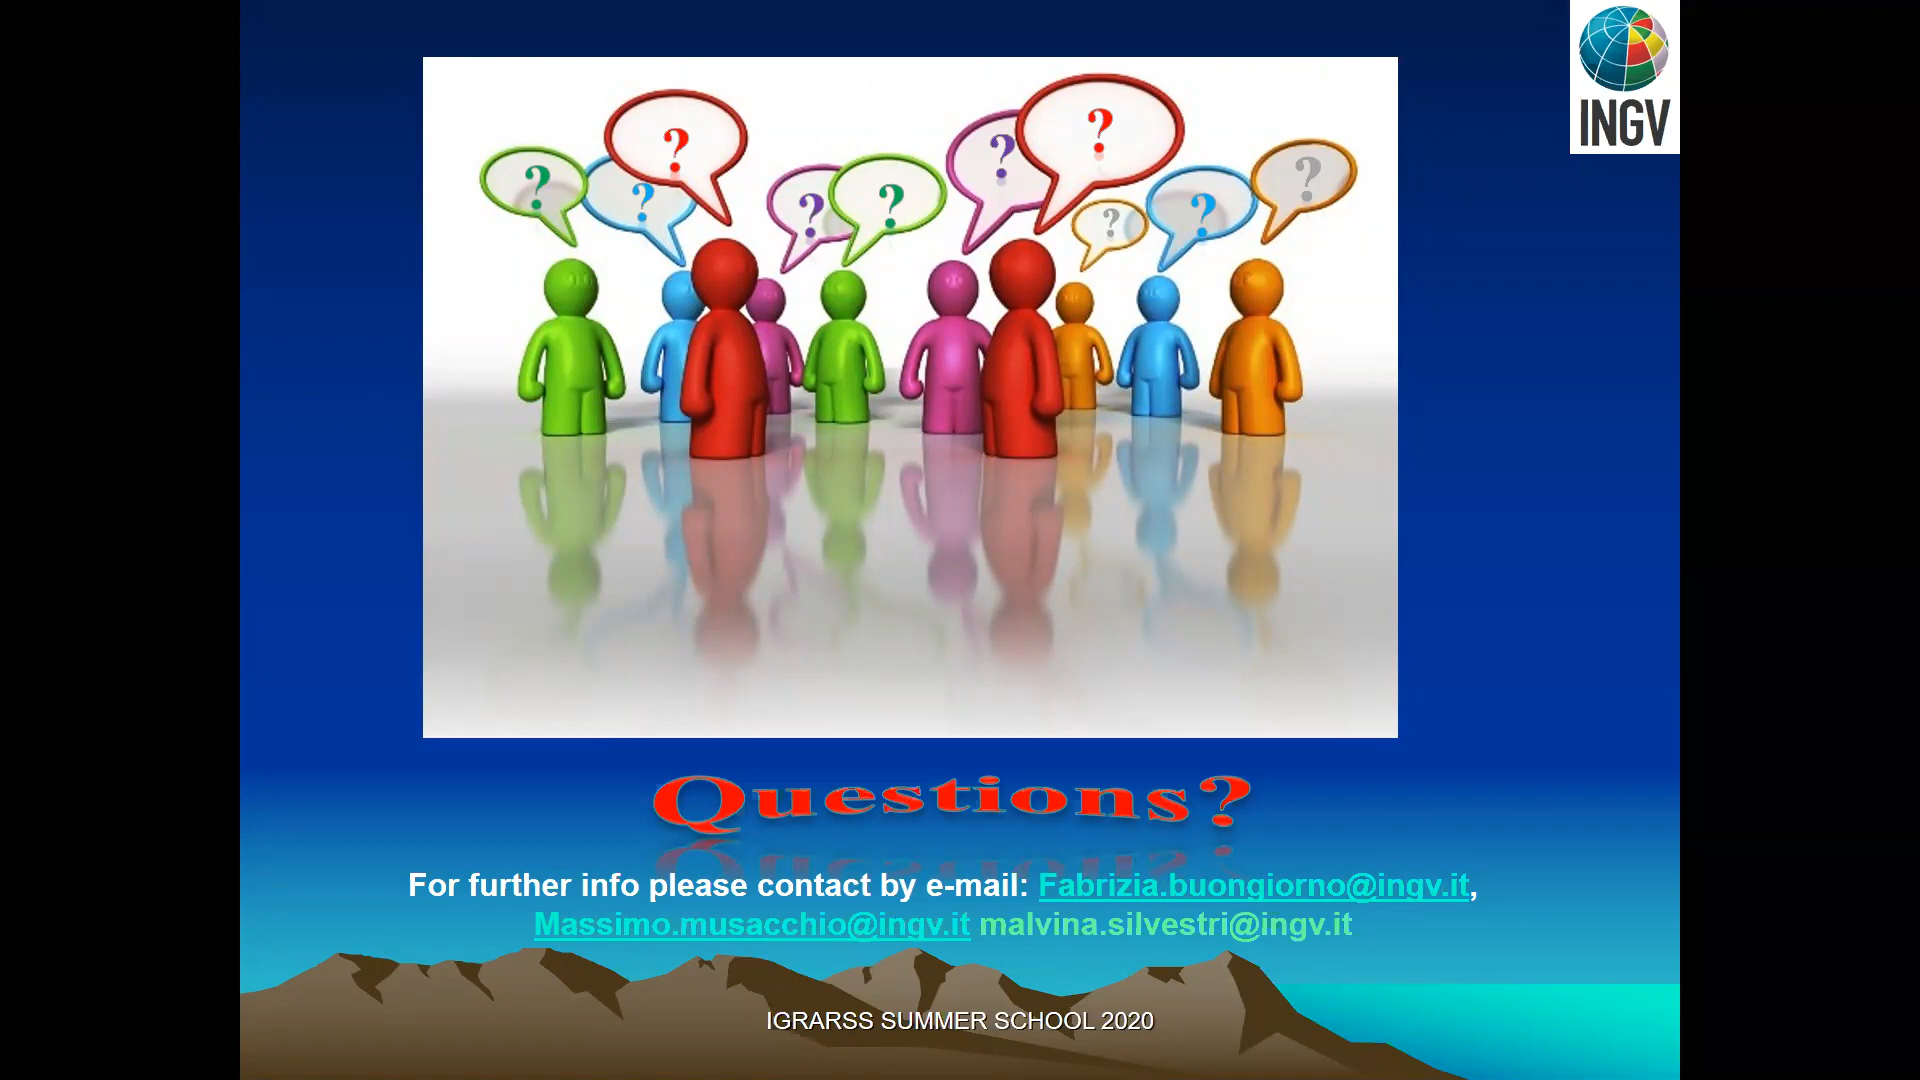 INGV
? ? ? ? ? ? ? ? ? ?
Questions?
For further info please contact by e-mail: Fabrizia.buongiorno@ingv.it,
Massimo.musacchio@ingv.it malvina.silvestri@ingv.it
IGRARSS SUMMER SCHOOL 2020